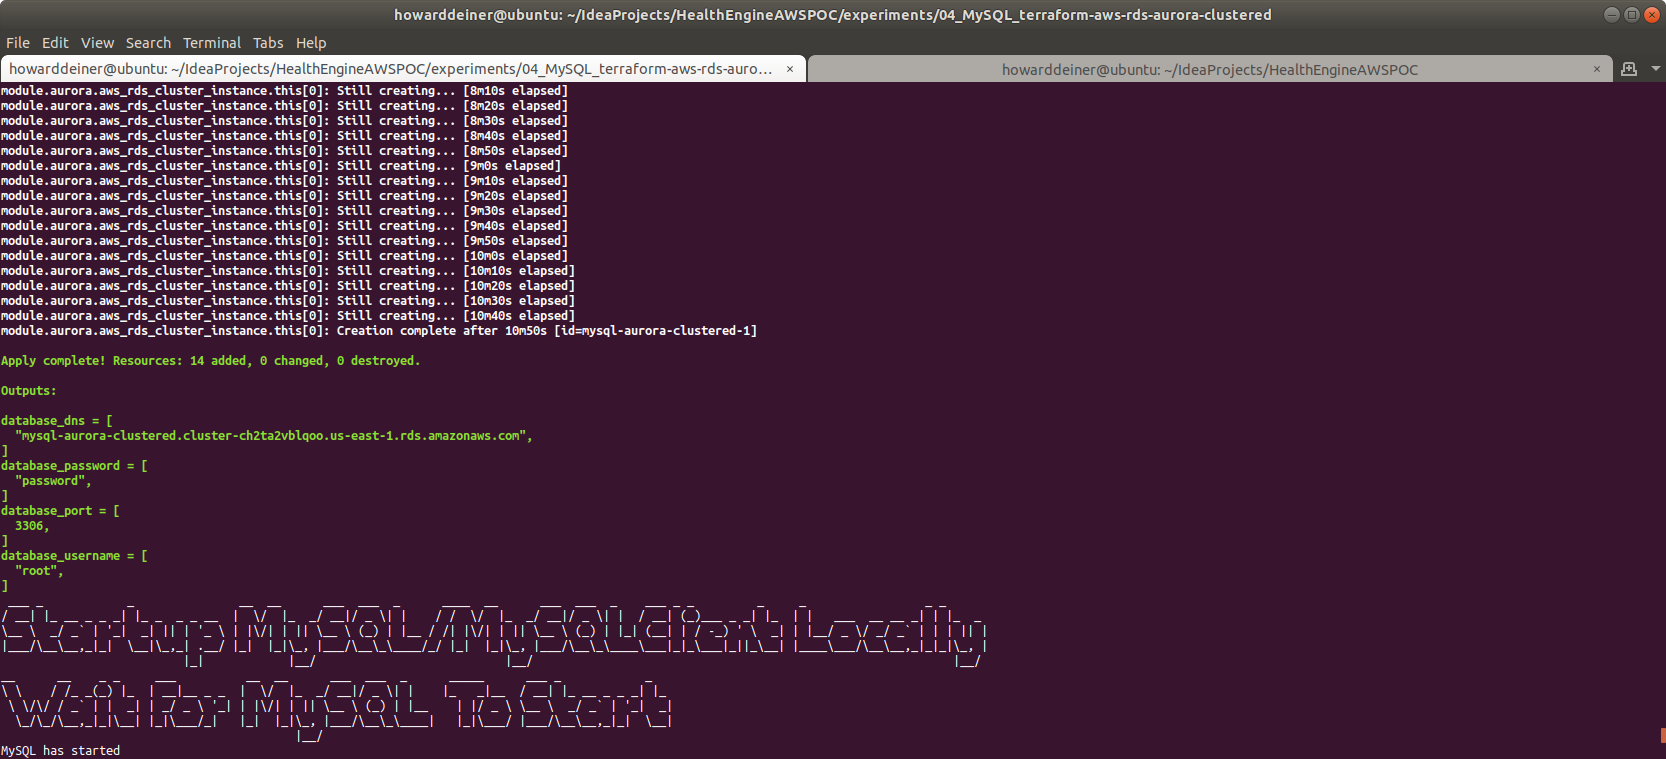 howarddeiner@ubuntu: ~/IdeaProjects/HealthEngineAWSPOC/experiments/04_MySQL_terraform-aws-rds-aurora-clustered
File Edit View Search Terminal Tabs Help
howarddeiner@ubuntu: ~/IdeaProjects/HealthEngineAWSPOC/experiments/04_MySQL_terraform-aws-rds-auro... × howarddeiner@ubuntu: ~/IdeaProjects/HealthEngineAWSPOC ×
module.aurora.aws_rds_cluster_instance.this[0]: Still creating... [8m10s elapsed]
module.aurora.aws_rds_cluster_instance.this[0]: Still creating... [8m20s elapsed]
module.aurora.aws_rds_cluster_instance.this[0]: Still creating... [8m30s elapsed]
module.aurora.aws_rds_cluster_instance.this[0]: Still creating... [8m40s elapsed]
module.aurora.aws_rds_cluster_instance.this[0]: Still creating... [8m50s elapsed]
module.aurora.aws_rds_cluster_instance.this[0]: Still creating... [9m0s elapsed]
module.aurora.aws_rds_cluster_instance.this[0]: Still creating... [9m10s elapsed]
module.aurora.aws_rds_cluster_instance.this[0]: Still creating... [9m20s elapsed]
module.aurora.aws_rds_cluster_instance.this[0]: Still creating... [9m30s elapsed]
module.aurora.aws_rds_cluster_instance.this[0]: Still creating... [9m40s elapsed]
module.aurora.aws_rds_cluster_instance.this[0]: Still creating... [9m50s elapsed]
module.aurora.aws_rds_cluster_instance.this[0]: Still creating... [10m0s elapsed]
module.aurora.aws_rds_cluster_instance.this[0]: Still creating... [10m10s elapsed]
module.aurora.aws_rds_cluster_instance.this[0]: Still creating... [10m20s elapsed]
module.aurora.aws_rds_cluster_instance.this[0]: Still creating... [10m30s elapsed]
module.aurora.aws_rds_cluster_instance.this[0]: Still creating... [10m40s elapsed]
module.aurora.aws_rds_cluster_instance.this[0]: Creation complete after 10m50s [id=mysql-aurora-clustered-1]
Apply complete! Resources: 14 added, 0 changed, 0 destroyed.
Outputs:
database_dns = [
"mysql-aurora-clustered.cluster-ch2ta2vblqoo.us-east-1.rds.amazonaws.com",
]
database_password = [
"password",
]
database_port = [
3306,
]
database_username = [
"root",
]
Startup MySQL/MySQL_Client Locally
Wait For MySQL To Start
MySQL has started